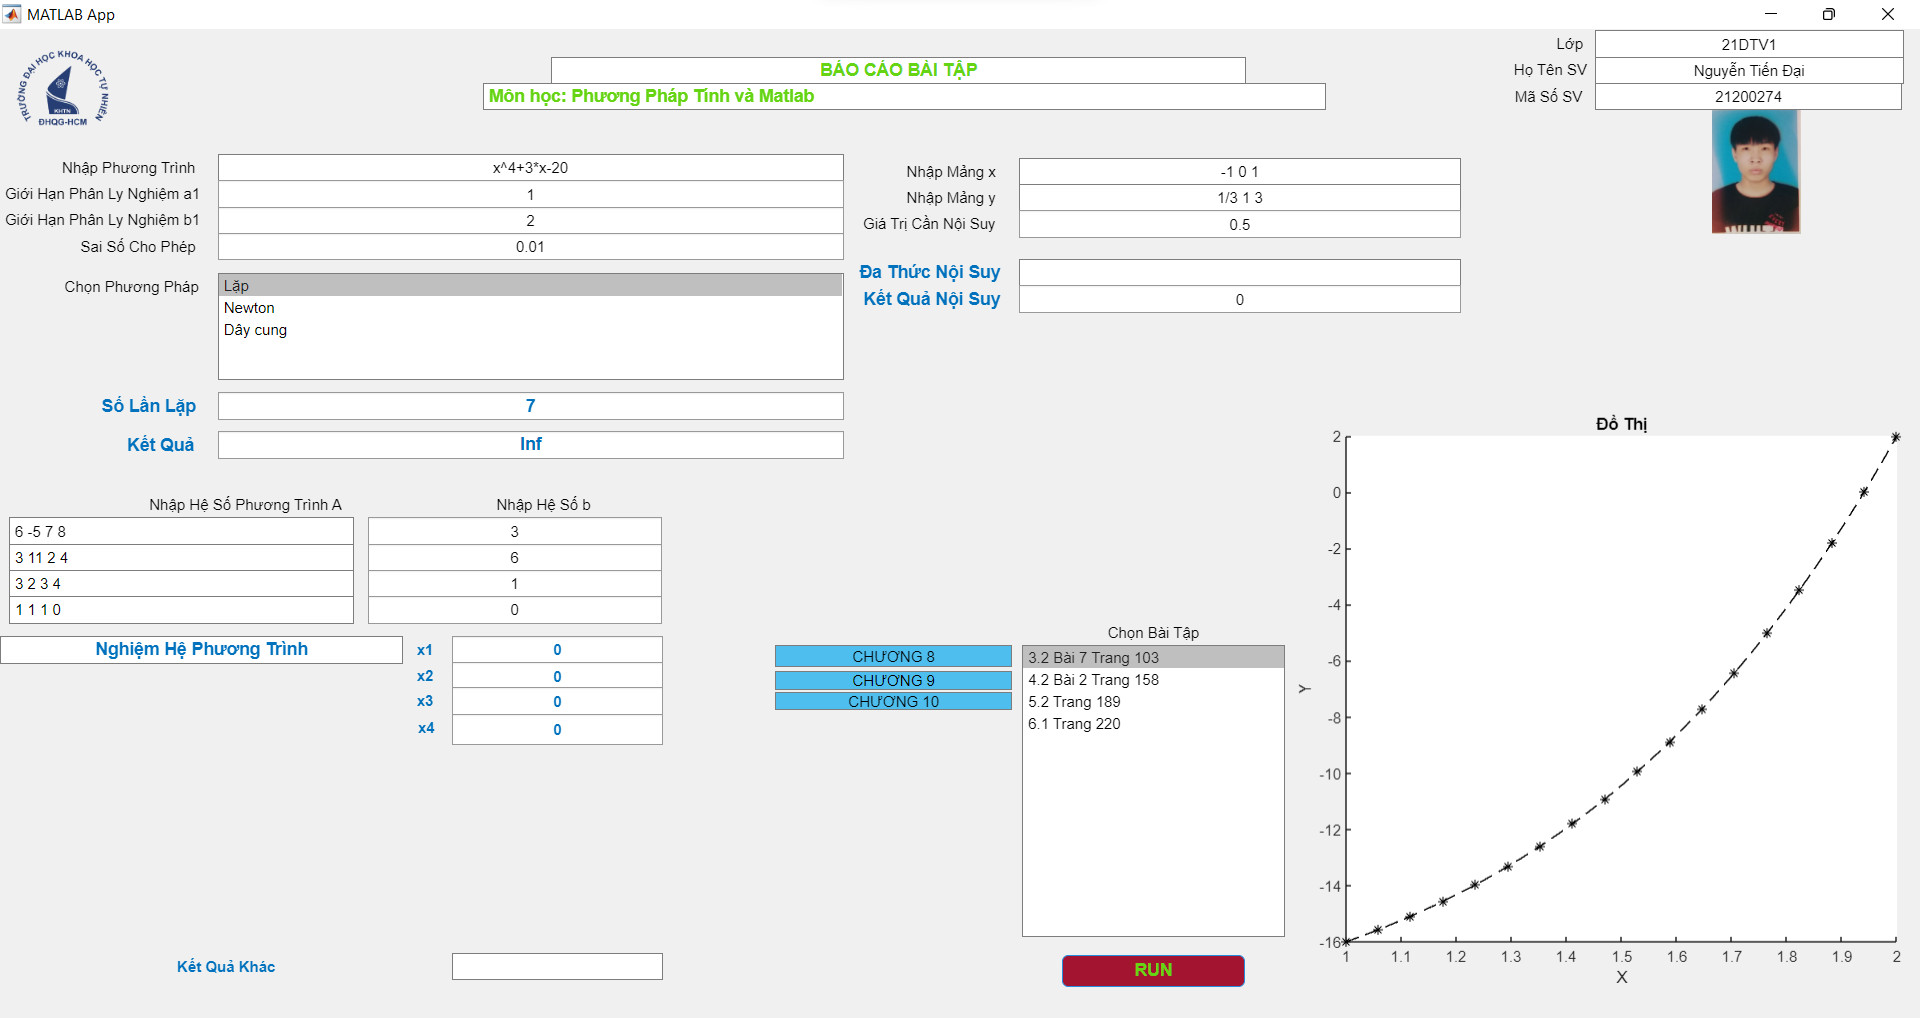 MATLAB App
TRƯỜNG ĐẠI HỌC KHOA HỌC TỰ NHIÊN
KHTN
ĐHQG-HCM
BÁO CÁO BÀI TẬP
Môn học: Phương Pháp Tính và Matlab
Lớp 21DTV1
Họ Tên SV Nguyễn Tiến Đại
Mã Số SV 21200274
Nhập Phương Trình x^4+3*x-20
Giới Hạn Phân Ly Nghiệm a1 1
Giới Hạn Phân Ly Nghiệm b1 2
Sai Số Cho Phép 0.01
Chọn Phương Pháp
Lặp
Newton
Dây cung
Số Lần Lặp 7
Kết Quả Inf
Nhập Mảng x -1 0 1
Nhập Mảng y 1/3 1 3
Giá Trị Cần Nội Suy 0.5
Đa Thức Nội Suy
Kết Quả Nội Suy 0
Nhập Hệ Số Phương Trình A Nhập Hệ Số b
6 -5 7 8 3
3 11 2 4 6
3 2 3 4 1
1 1 1 0 0
Nghiệm Hệ Phương Trình
x1 0
x2 0
x3 0
x4 0
Kết Quả Khác
CHƯƠNG 8
CHƯƠNG 9
CHƯƠNG 10
Chọn Bài Tập
3.2 Bài 7 Trang 103
4.2 Bài 2 Trang 158
5.2 Trang 189
6.1 Trang 220
RUN
Đồ Thị
2
0
-2
-4
-6
-8
-10
-12
-14
-16
Y
1 1.1 1.2 1.3 1.4 1.5 1.6 1.7 1.8 1.9 2
X